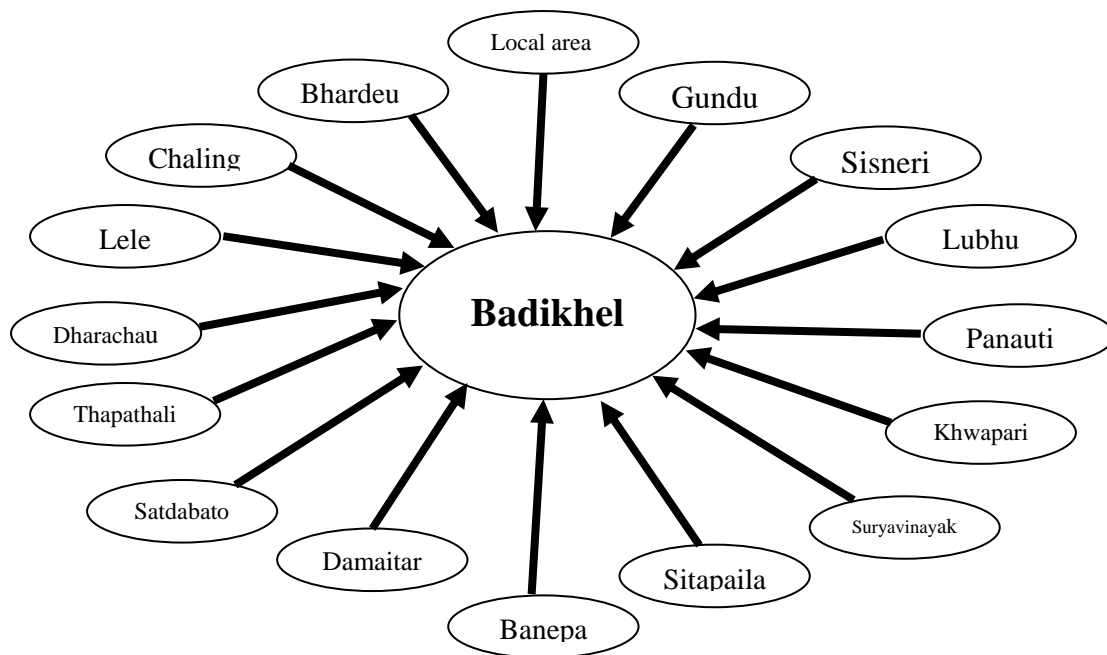 Local area
Bhardeu
Gundu
Chaling
Sisneri
Lele
Lubhu
Badikhel
Dharachau
Panauti
Thapathali
Khwapari
Satdabato
Suryavinayak
Damaitar
Sitapaila
Banepa